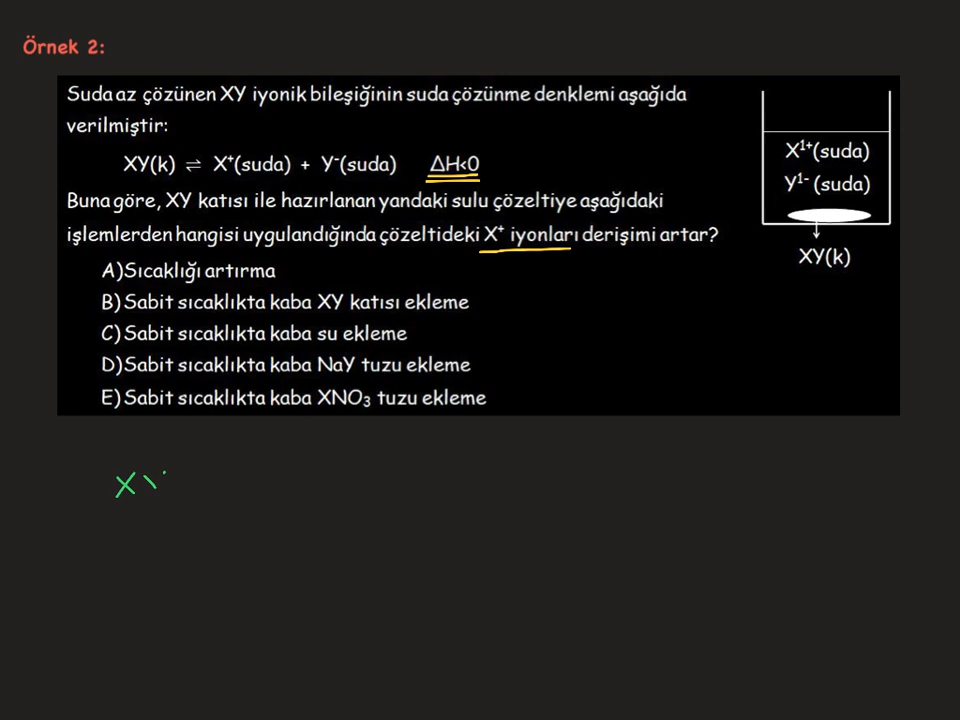 Örnek 2:
Suda az çözünen XY iyonik bileşiğinin suda çözünme denklemi aşağıda
verilmiştir:
XY(k) ⇌ X⁺(suda) + Y⁻(suda) ΔH<0
Buna göre, XY katısı ile hazırlanan yandaki sulu çözeltiye aşağıdaki
işlemlerden hangisi uygulandığında çözeltideki X⁺ iyonları derişimi artar?
A)Sıcaklığı artırma
B)Sabit sıcaklıkta kaba XY katısı ekleme
C)Sabit sıcaklıkta kaba su ekleme
D)Sabit sıcaklıkta kaba NaY tuzu ekleme
E)Sabit sıcaklıkta kaba XNO₃ tuzu ekleme
X¹⁺(suda)
Y¹⁻ (suda)
XY(k)
X